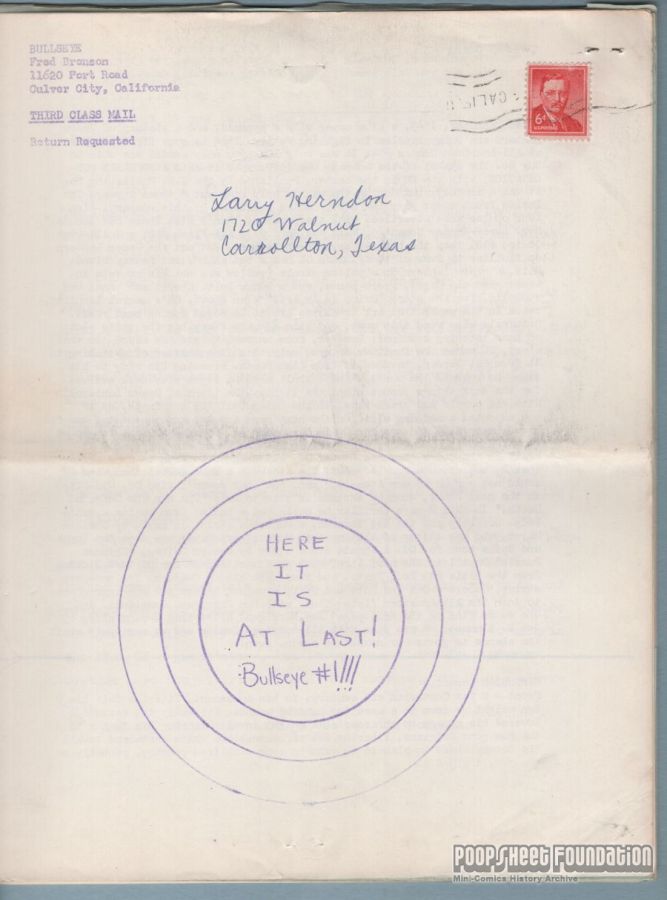 BULLSEYE
Fred Bronson
11620 Port Road
Culver City, California
THIRD CLASS MAIL
Return Requested
CALIF.
6¢
Larry Herndon
1720 Walnut
Carrollton, Texas
HERE
IT
IS
AT LAST!
Bullseye #1!!!
POOPSHEET FOUNDATION
Mini-Comics History Archive